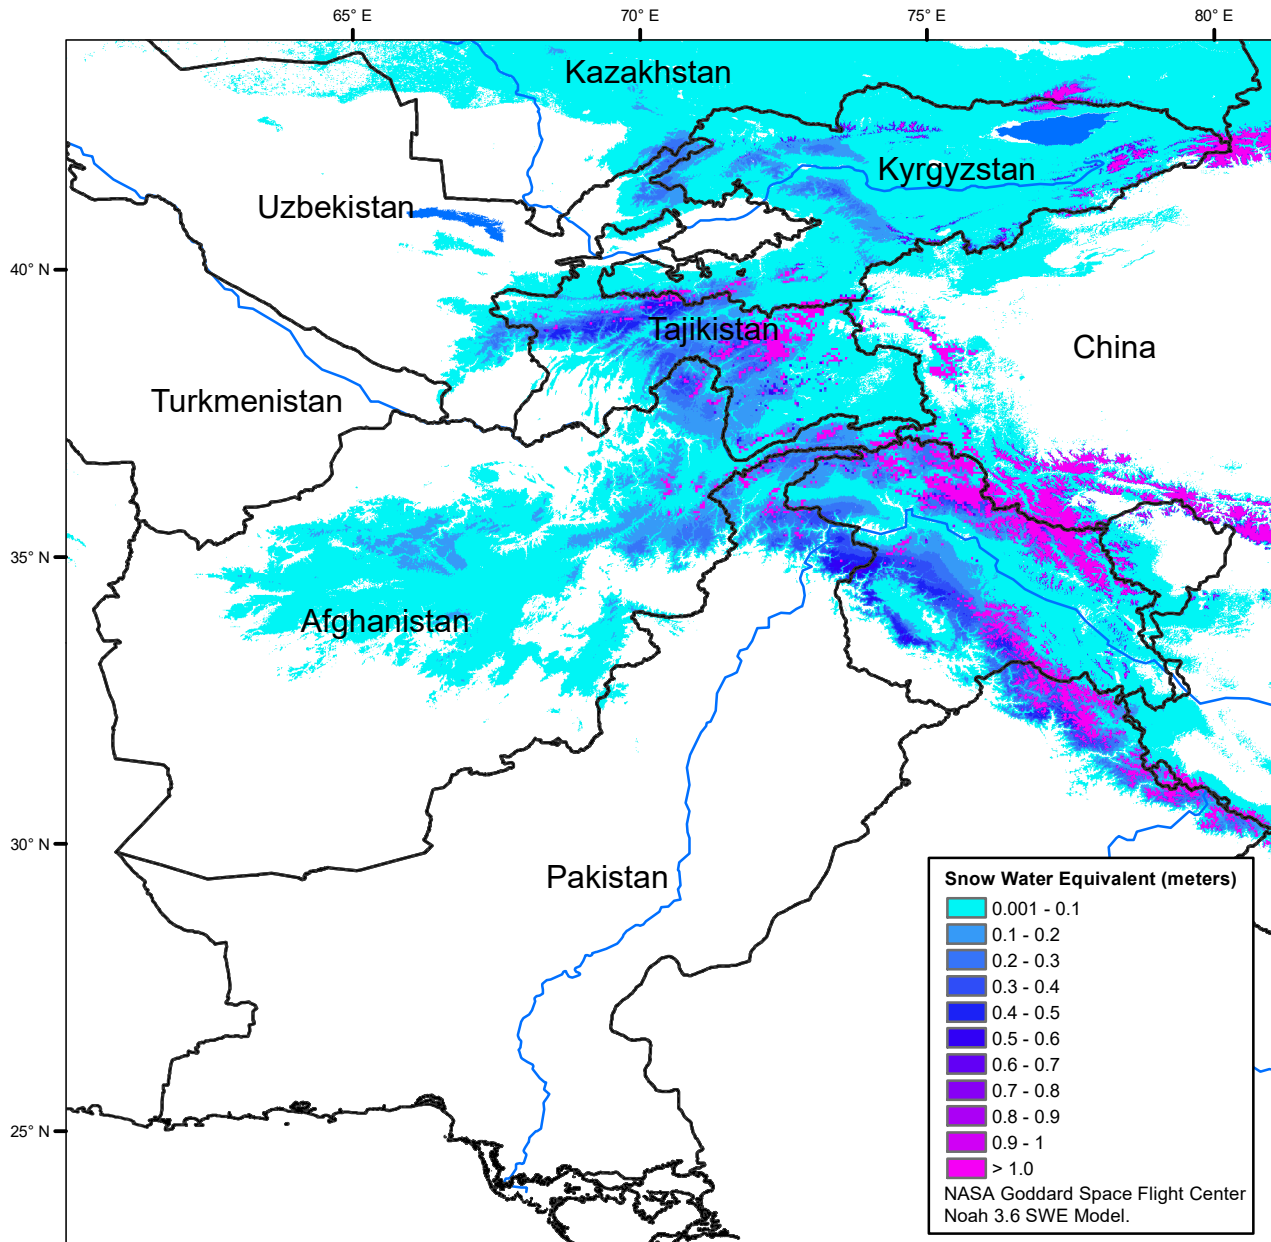 65° E
70° E
75° E
80° E
Kazakhstan
Kyrgyzstan
Uzbekistan
40° N
Tajikistan
China
Turkmenistan
35° N
Afghanistan
30° N
Pakistan
25° N
Snow Water Equivalent (meters)
0.001 - 0.1
0.1 - 0.2
0.2 - 0.3
0.3 - 0.4
0.4 - 0.5
0.5 - 0.6
0.6 - 0.7
0.7 - 0.8
0.8 - 0.9
0.9 - 1
> 1.0
NASA Goddard Space Flight Center
Noah 3.6 SWE Model.